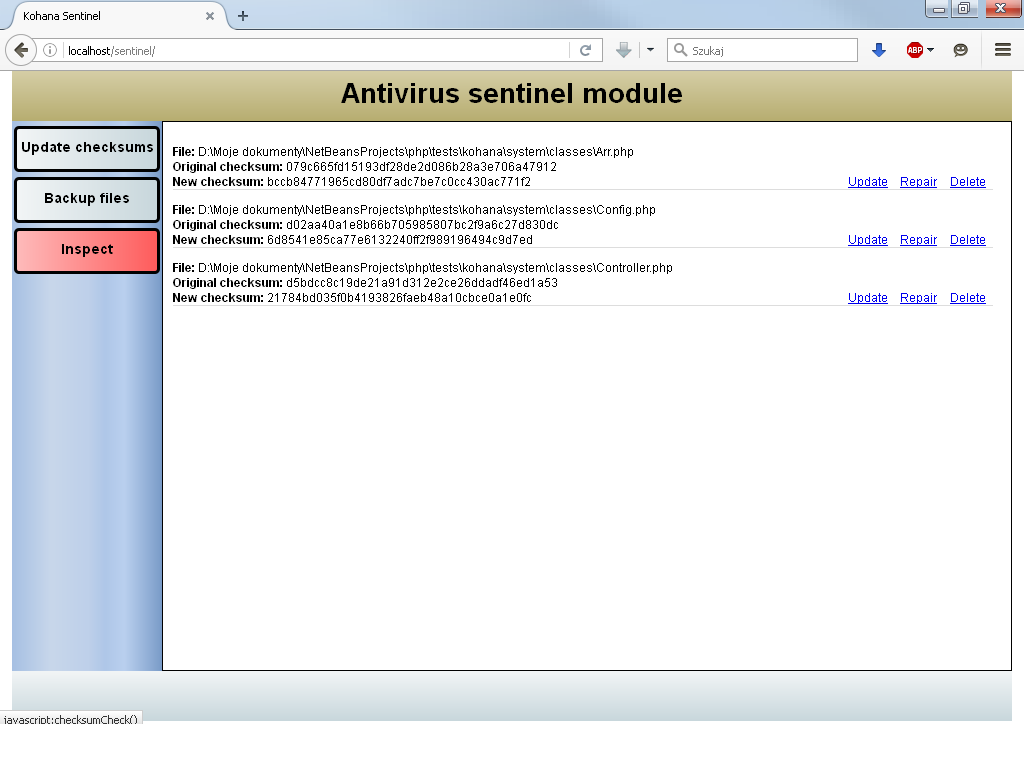 Kohana Sentinel
localhost/sentinel/
Szukaj
ABP
Antivirus sentinel module
Update checksums
Backup files
Inspect
File: D:\Moje dokumenty\NetBeansProjects\php\tests\kohana\system\classes\Arr.php
Original checksum: 079c665fd15193df28de2d086b28a3e706a47912
New checksum: bccb84771965cd80df7adc7be7c0cc430ac771f2 Update Repair Delete
File: D:\Moje dokumenty\NetBeansProjects\php\tests\kohana\system\classes\Config.php
Original checksum: d02aa40a1e8b66b705985807bc2f9a6c27d830dc
New checksum: 6d8541e85ca77e6132240ff2f989196494c9d7ed Update Repair Delete
File: D:\Moje dokumenty\NetBeansProjects\php\tests\kohana\system\classes\Controller.php
Original checksum: d5bdcc8c19de21a91d312e2ce26ddadf46ed1a53
New checksum: 21784bd035f0b4193826faeb48a10cbce0a1e0fc Update Repair Delete
javascript:checksumCheck()